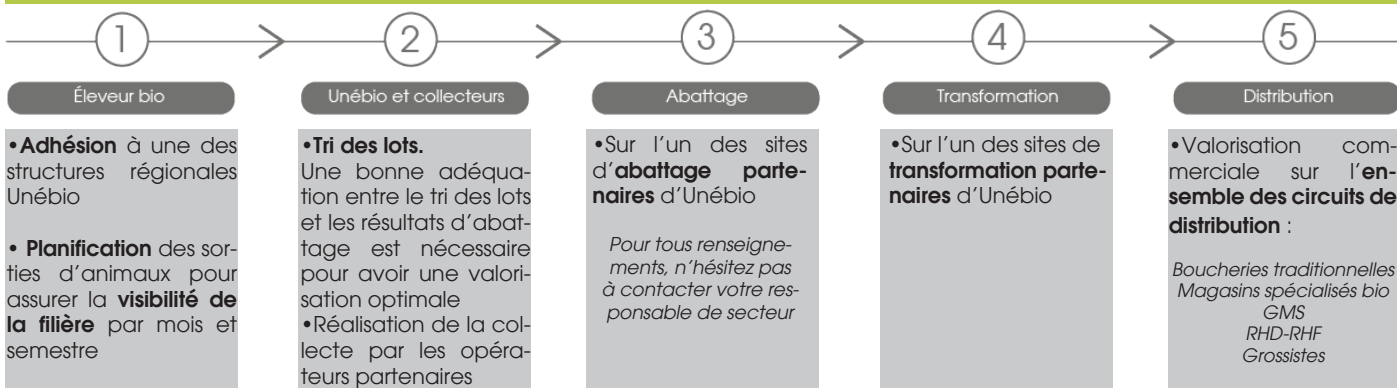 1
Éleveur bio
•Adhésion à une des
structures régionales
Unébio
• Planification des sor-
ties d'animaux pour
assurer la visibilité de
la filière par mois et
semestre
2
Unébio et collecteurs
•Tri des lots.
Une bonne adéqua-
tion entre le tri des lots
et les résultats d'abat-
tage est nécessaire
pour avoir une valori-
sation optimale
•Réalisation de la col-
lecte par les opéra-
teurs partenaires
3
Abattage
•Sur l'un des sites
d'abattage parte-
naires d'Unébio
Pour tous renseigne-
ments, n'hésitez pas
à contacter votre res-
ponsable de secteur
4
Transformation
•Sur l'un des sites de
transformation parte-
naires d'Unébio
5
Distribution
•Valorisation com-
merciale sur l'en-
semble des circuits de
distribution :
Boucheries traditionnelles
Magasins spécialisés bio
GMS
RHD-RHF
Grossistes